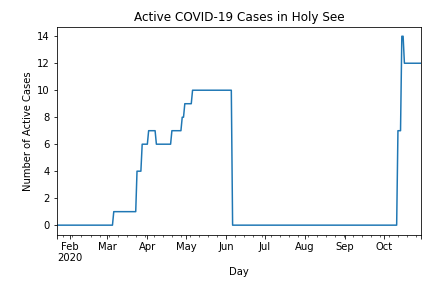 Active COVID-19 Cases in Holy See
Number of Active Cases
14
12
10
8
6
4
2
0
Feb Mar Apr May Jun Jul Aug Sep Oct
2020
Day